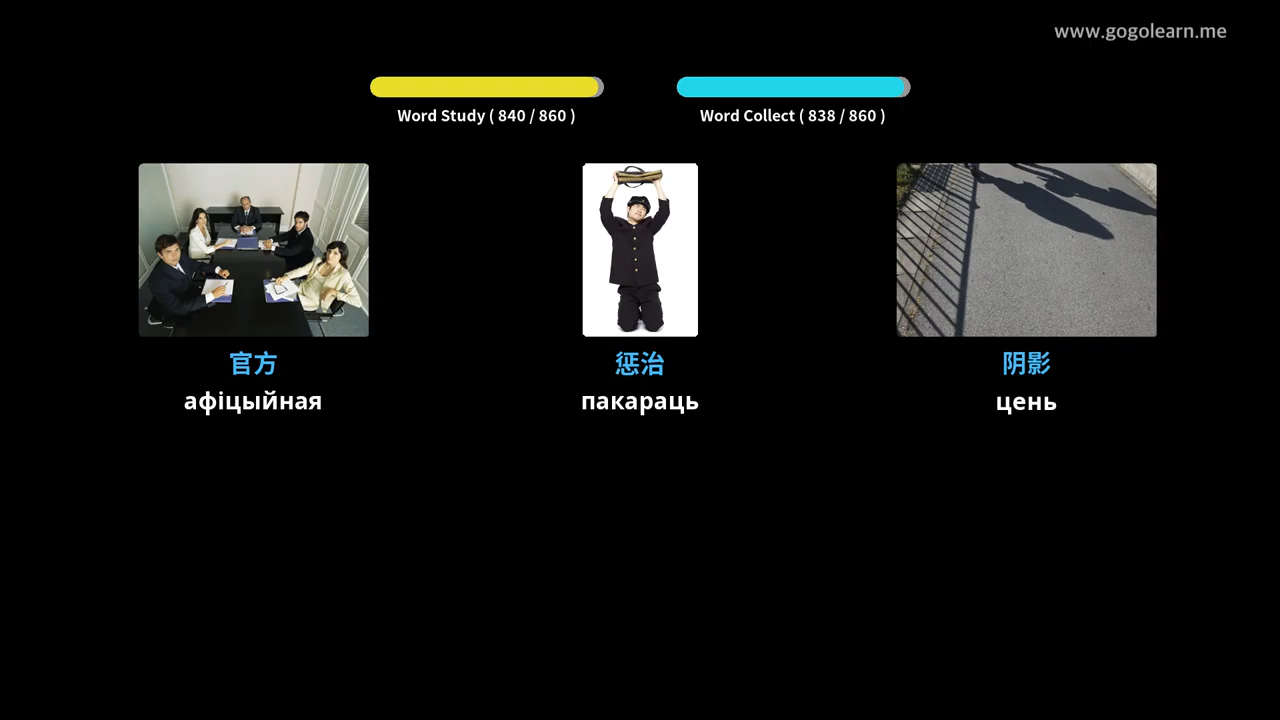 www.gogolearn.me
Word Study ( 840 / 860 )
Word Collect ( 838 / 860 )
官方
惩治
阴影
афіцыйная
пакараць
цень